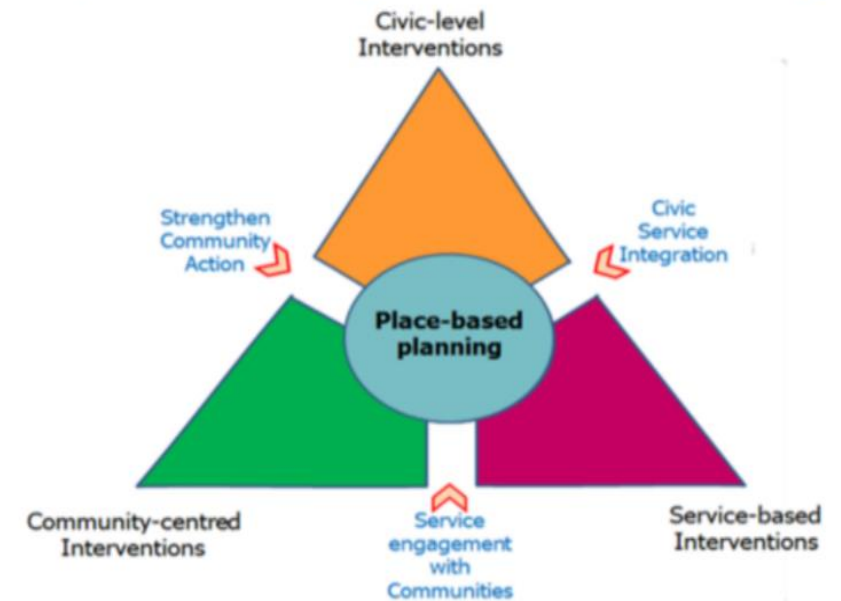 Civic-level
Interventions
Strengthen
Community
Action
Civic
Service
Integration
Place-based
planning
Community-centred
Interventions
Service
engagement
with
Communities
Service-based
Interventions